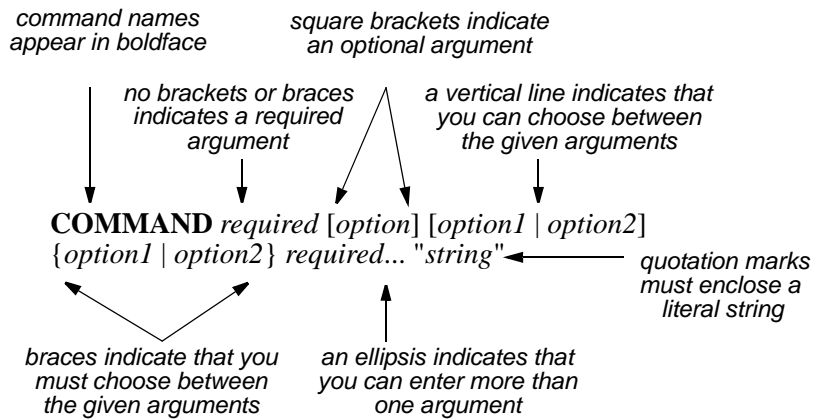 command names
appear in boldface
square brackets indicate
an optional argument
no brackets or braces
indicates a required
argument
a vertical line indicates that
you can choose between
the given arguments
COMMAND required [option] [option1 | option2]
{option1 | option2} required... "string"
quotation marks
must enclose a
literal string
braces indicate that you
must choose between
the given arguments
an ellipsis indicates that
you can enter more than
one argument